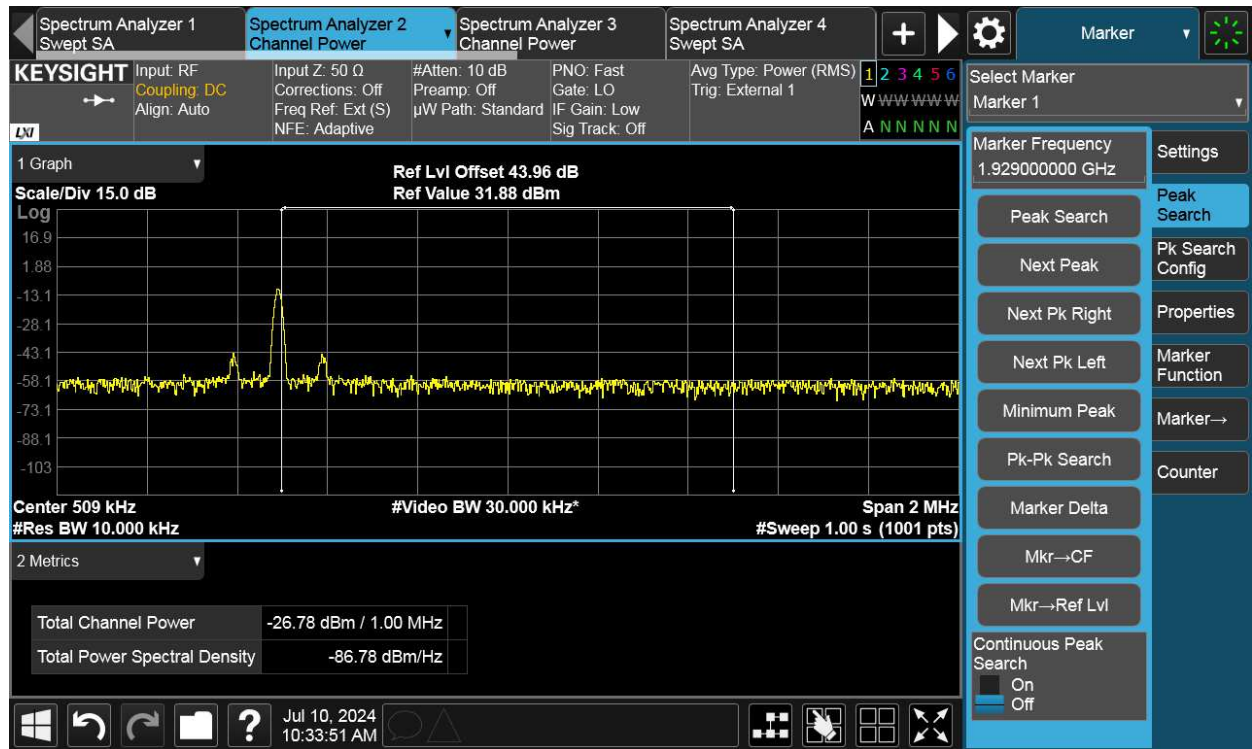 Spectrum Analyzer 1
Swept SA
Spectrum Analyzer 2
Channel Power
Spectrum Analyzer 3
Channel Power
Spectrum Analyzer 4
Swept SA
+
Marker
KEYSIGHT
LXI
Input: RF
Coupling: DC
Align: Auto
Input Z: 50 Ω
Corrections: Off
Freq Ref: Ext (S)
NFE: Adaptive
#Atten: 10 dB
Preamp: Off
µW Path: Standard
PNO: Fast
Gate: LO
IF Gain: Low
Sig Track: Off
Avg Type: Power (RMS)
Trig: External 1
1 2 3 4 5 6
W W W W W W
A N N N N N
Select Marker
Marker 1
1 Graph
Scale/Div 15.0 dB
Log
Ref Lvl Offset 43.96 dB
Ref Value 31.88 dBm
16.9
1.88
-13.1
-28.1
-43.1
-58.1
-73.1
-88.1
-103
Center 509 kHz
#Res BW 10.000 kHz
#Video BW 30.000 kHz*
Span 2 MHz
#Sweep 1.00 s (1001 pts)
2 Metrics
Total Channel Power -26.78 dBm / 1.00 MHz
Total Power Spectral Density -86.78 dBm/Hz
Marker Frequency
1.929000000 GHz
Peak Search
Next Peak
Next Pk Right
Next Pk Left
Minimum Peak
Pk-Pk Search
Marker Delta
Mkr→CF
Mkr→Ref Lvl
Continuous Peak
Search
On
Off
Settings
Peak
Search
Pk Search
Config
Properties
Marker
Function
Marker→
Counter
?
Jul 10, 2024
10:33:51 AM